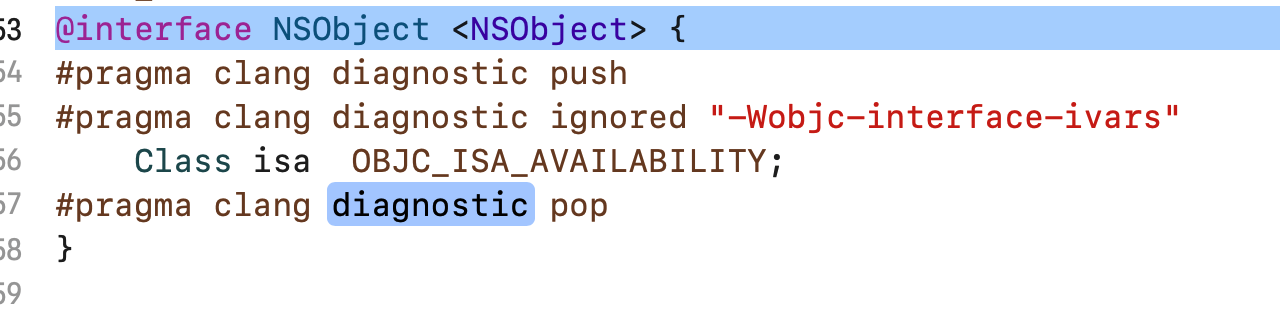 53 @interface NSObject <NSObject> {
54 #pragma clang diagnostic push
55 #pragma clang diagnostic ignored "-Wobjc-interface-ivars"
56     Class isa  OBJC_ISA_AVAILABILITY;
57 #pragma clang diagnostic pop
58 }
59